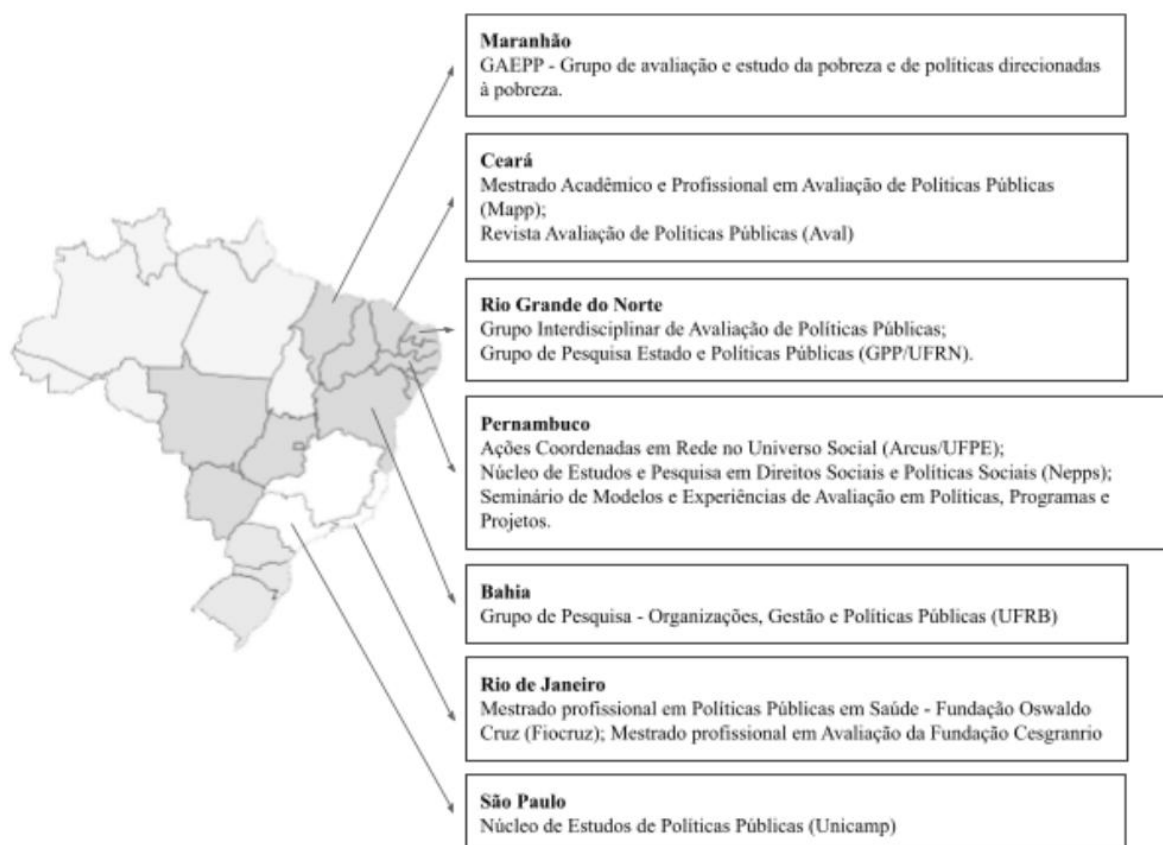 Maranhão
GAEPP - Grupo de avaliação e estudo da pobreza e de políticas direcionadas
à pobreza.
Ceará
Mestrado Acadêmico e Profissional em Avaliação de Políticas Públicas
(Mapp);
Revista Avaliação de Políticas Públicas (Aval)
Rio Grande do Norte
Grupo Interdisciplinar de Avaliação de Políticas Públicas;
Grupo de Pesquisa Estado e Políticas Públicas (GPP/UFRN).
Pernambuco
Ações Coordenadas em Rede no Universo Social (Arcus/UFPE);
Núcleo de Estudos e Pesquisa em Direitos Sociais e Políticas Sociais (Nepps);
Seminário de Modelos e Experiências de Avaliação em Políticas, Programas e
Projetos.
Bahia
Grupo de Pesquisa - Organizações, Gestão e Políticas Públicas (UFRB)
Rio de Janeiro
Mestrado profissional em Políticas Públicas em Saúde - Fundação Oswaldo
Cruz (Fiocruz); Mestrado profissional em Avaliação da Fundação Cesgranrio
São Paulo
Núcleo de Estudos de Políticas Públicas (Unicamp)